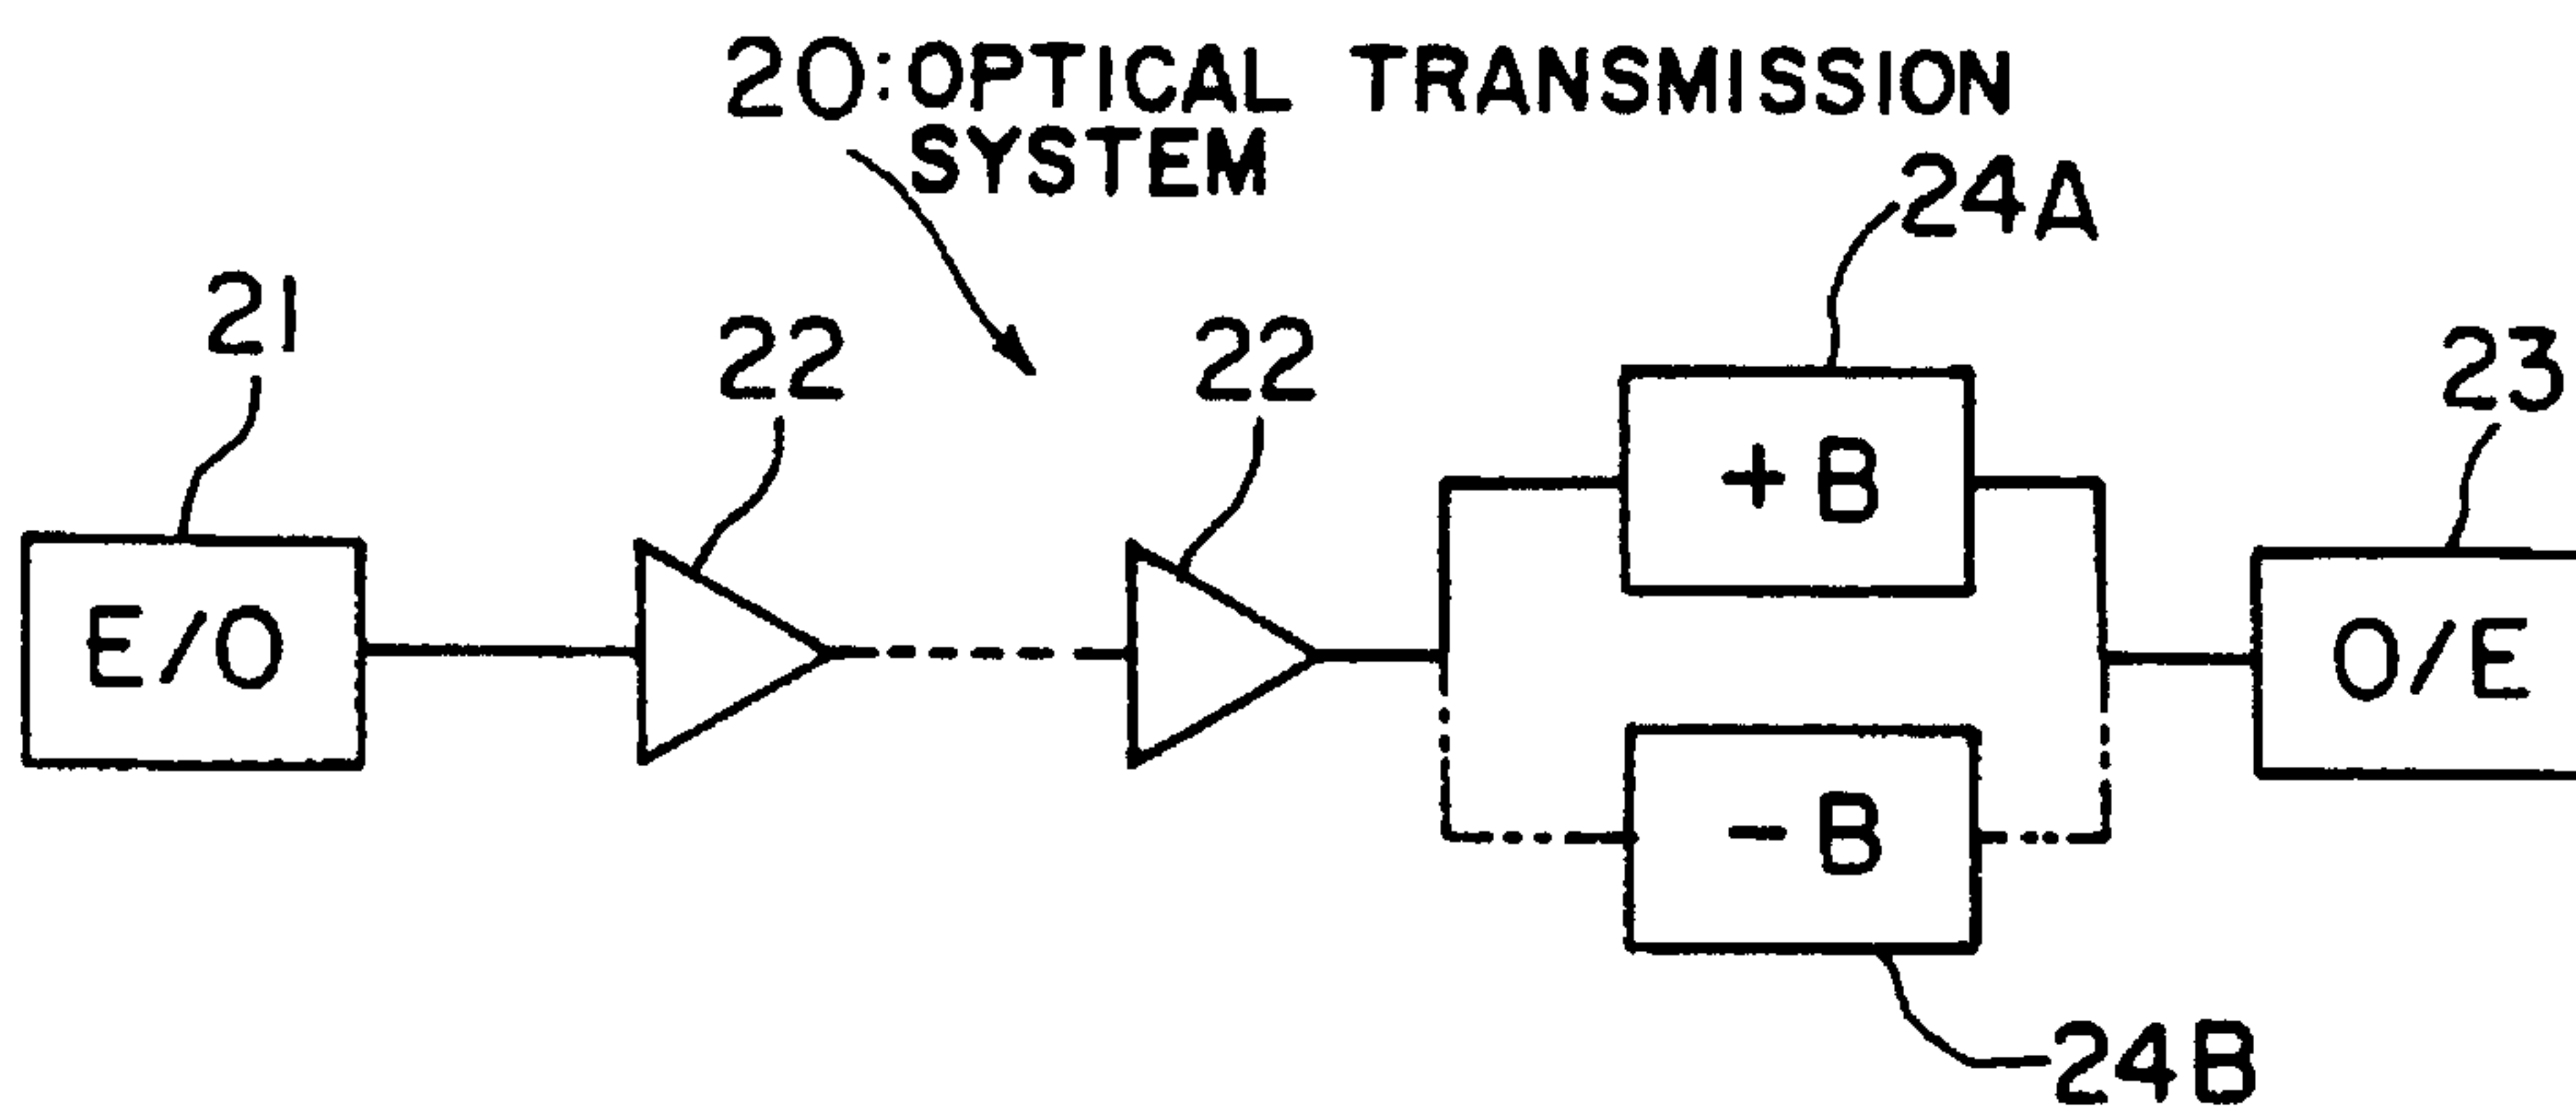 20:OPTICAL TRANSMISSION
SYSTEM
24A
21
22
22
23
+B
E/O
O/E
-B
24B